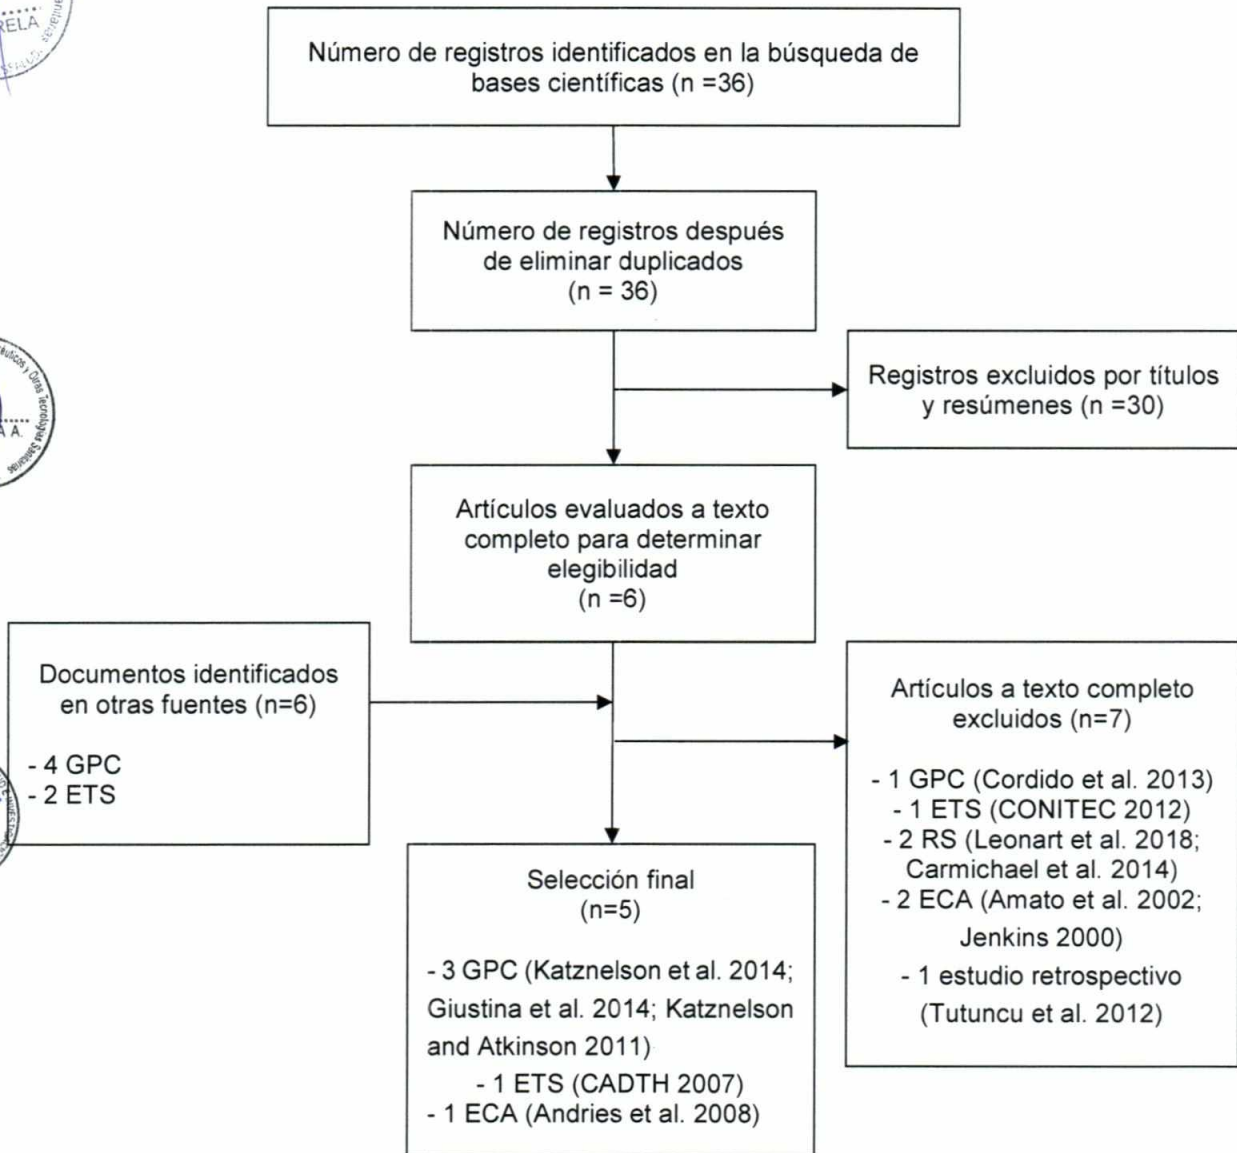 RELA
Número de registros identificados en la búsqueda de
bases científicas (n =36)
Número de registros después
de eliminar duplicados
(n = 36)
Registros excluidos por títulos
y resúmenes (n =30)
y Otras Tecnologías Sanitarias
A A.
Artículos evaluados a texto
completo para determinar
elegibilidad
(n =6)
Documentos identificados
en otras fuentes (n=6)
- 4 GPC
- 2 ETS
Artículos a texto completo
excluidos (n=7)
- 1 GPC (Cordido et al. 2013)
- 1 ETS (CONITEC 2012)
- 2 RS (Leonart et al. 2018;
Carmichael et al. 2014)
- 2 ECA (Amato et al. 2002;
Jenkins 2000)
- 1 estudio retrospectivo
(Tutuncu et al. 2012)
Selección final
(n=5)
- 3 GPC (Katznelson et al. 2014;
Giustina et al. 2014; Katznelson
and Atkinson 2011)
- 1 ETS (CADTH 2007)
- 1 ECA (Andries et al. 2008)